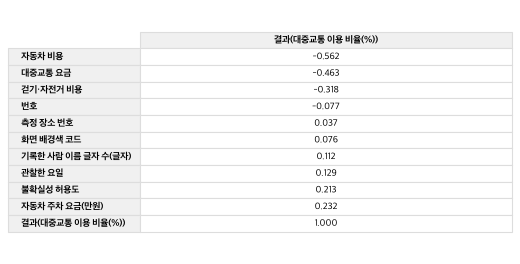 결과(대중교통 이용 비율(%))
자동차 비용 -0.562
대중교통 요금 -0.463
걷기·자전거 비용 -0.318
번호 -0.077
측정 장소 번호 0.037
화면 배경색 코드 0.076
기록한 사람 이름 글자 수(글자) 0.112
관찰한 요일 0.129
불확실성 허용도 0.213
자동차 주차 요금(만원) 0.232
결과(대중교통 이용 비율(%)) 1.000